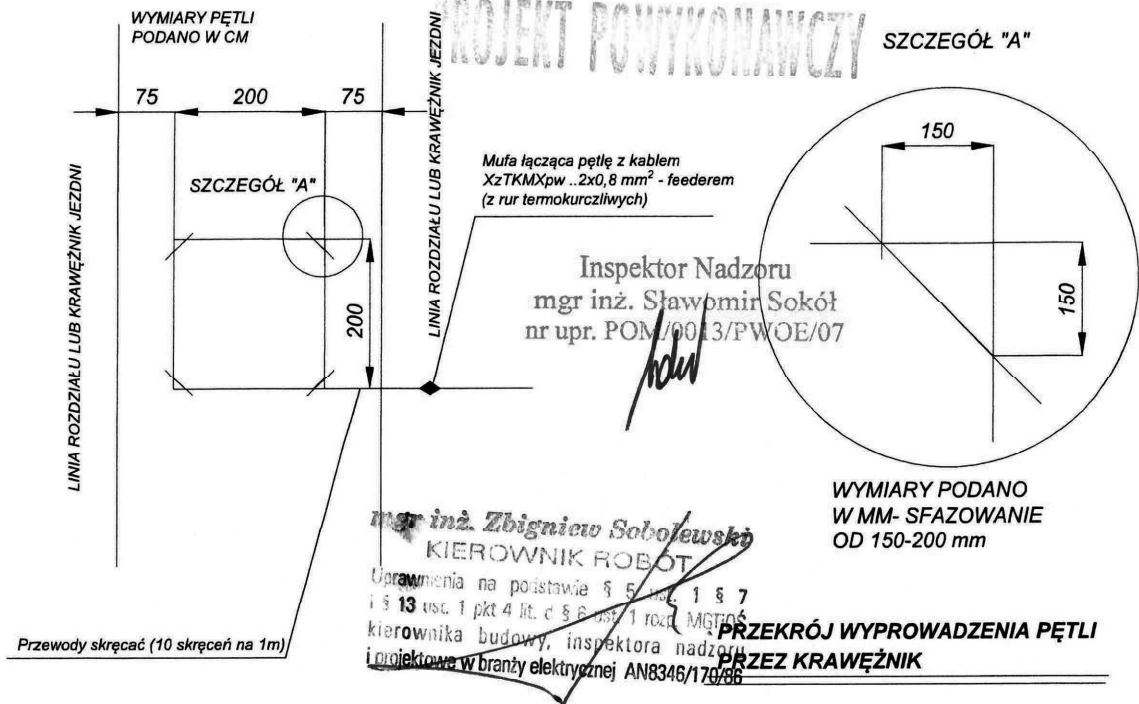 WYMIARY PĘTLI
PODANO W CM
PROJEKT POWYKONAWCZY
SZCZEGÓŁ "A"
75
200
75
LINIA ROZDZIAŁU LUB KRAWĘŻNIK JEZDNI
LINIA ROZDZIAŁU LUB KRAWĘŻNIK JEZDNI
SZCZEGÓŁ "A"
200
Mufa łącząca pętlę z kablem
XzTKMXpw ..2x0,8 mm² - feederem
(z rur termokurczliwych)
150
150
Inspektor Nadzoru
mgr inż. Sławomir Sokół
nr upr. POM/0013/PWOE/07
WYMIARY PODANO
W MM- SFAZOWANIE
OD 150-200 mm
mgr inż. Zbigniew Sobolewski
KIEROWNIK ROBÓT
Uprawnienia na podstawie § 5 ust. 1 § 7
i § 13 ust. 1 pkt 4 lit. d § 6 ust. 1 rozp. MGTiOŚ
kierownika budowy, inspektora nadzoru
i projektowe w branży elektrycznej AN8346/170/86
Przewody skręcać (10 skręceń na 1m)
PRZEKRÓJ WYPROWADZENIA PĘTLI
PRZEZ KRAWĘŻNIK